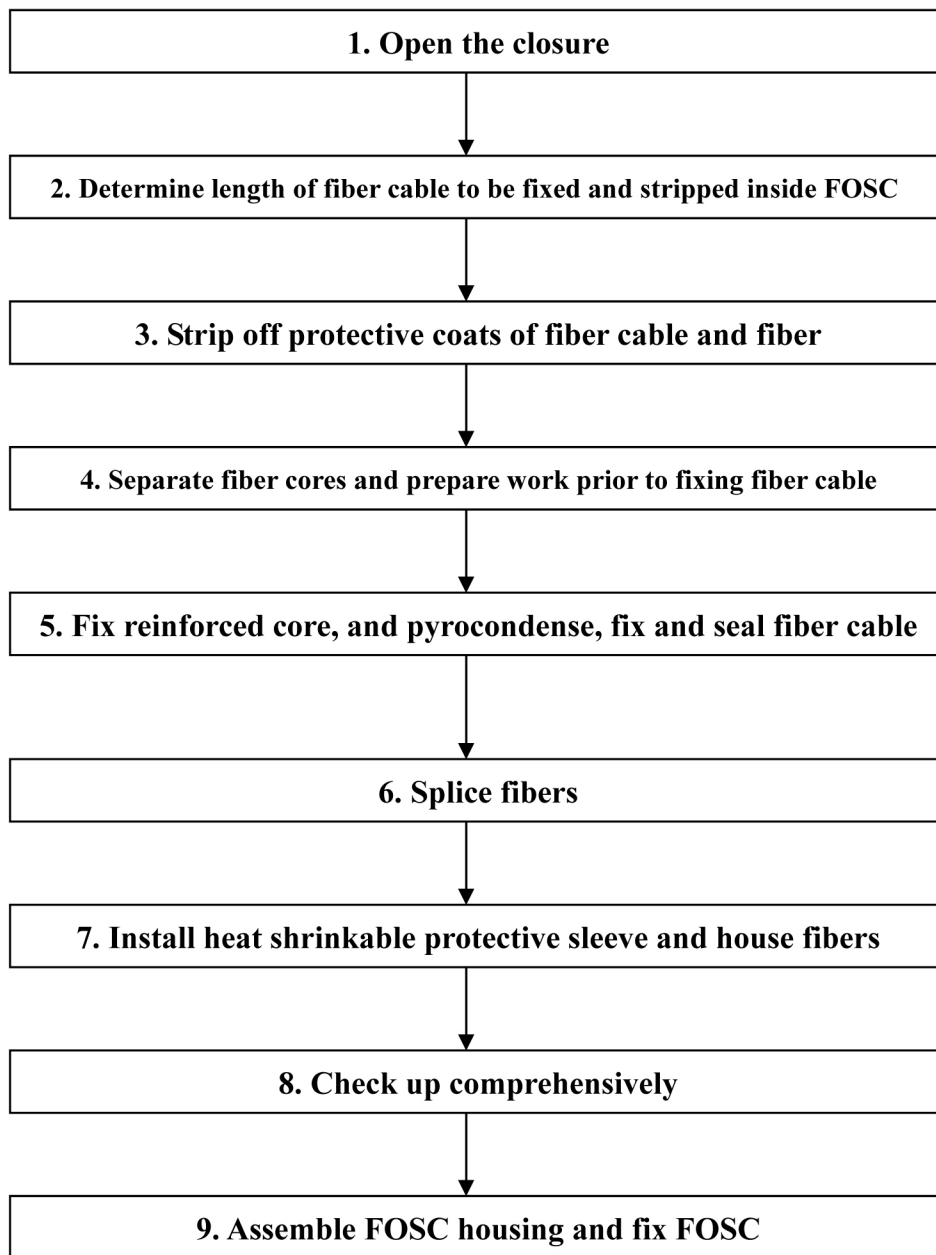 1. Open the closure
2. Determine length of fiber cable to be fixed and stripped inside FOSC
3. Strip off protective coats of fiber cable and fiber
4. Separate fiber cores and prepare work prior to fixing fiber cable
5. Fix reinforced core, and pyrocondense, fix and seal fiber cable
6. Splice fibers
7. Install heat shrinkable protective sleeve and house fibers
8. Check up comprehensively
9. Assemble FOSC housing and fix FOSC